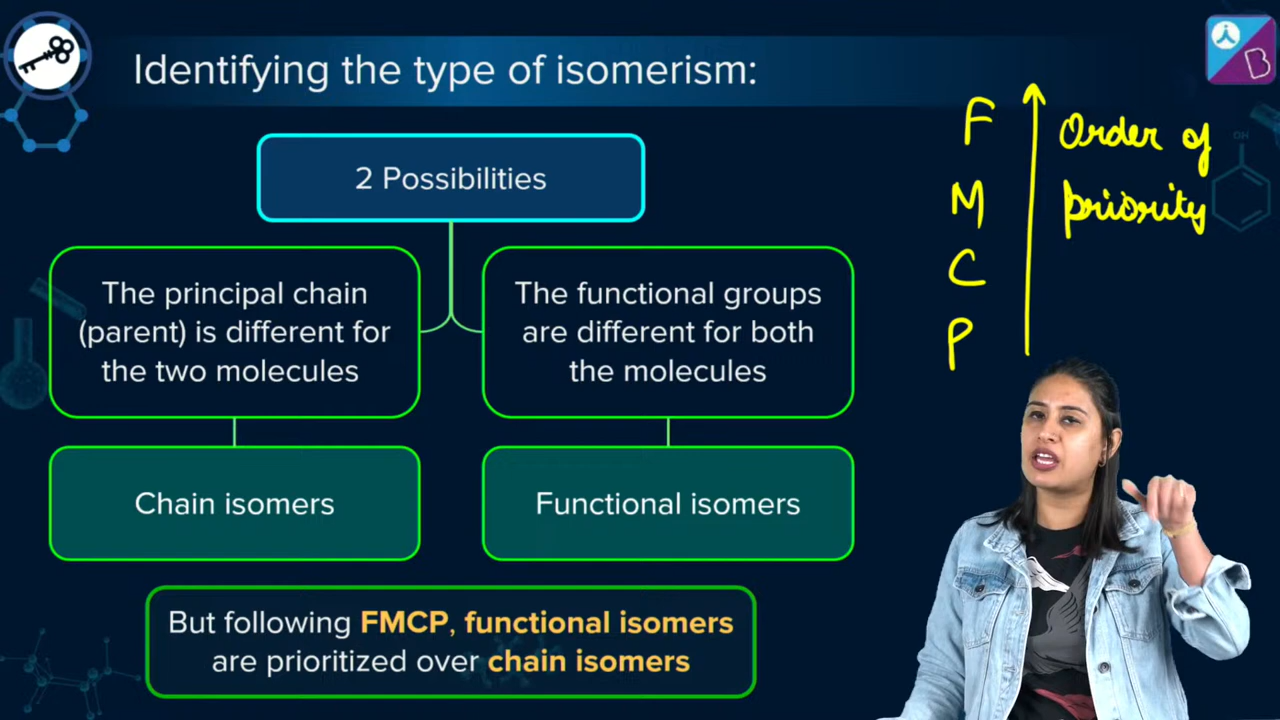 Identifying the type of isomerism:
2 Possibilities
The principal chain
(parent) is different for
the two molecules
The functional groups
are different for both
the molecules
Chain isomers
Functional isomers
But following FMCP, functional isomers
are prioritized over chain isomers
F
M
C
P
Order of
priority
OH
B